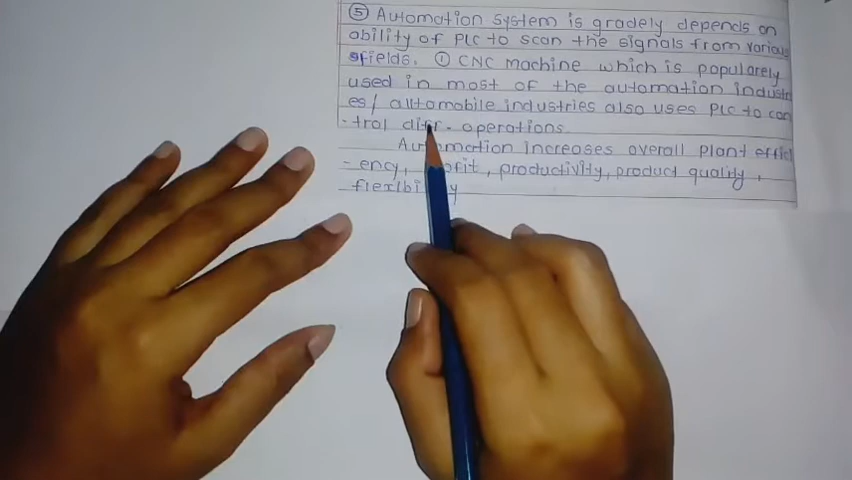 ⑤ Automation System is gradely depends on
ability of PLC to scan the signals from various
fields. ① CNC machine which is popularely
used in most of the automation industri
es/ altamobile industries also uses PLC to con
-trol diff. operations.
Automation increases overall Plant effici
-ency, profit, productivity, product quality,
flexibility